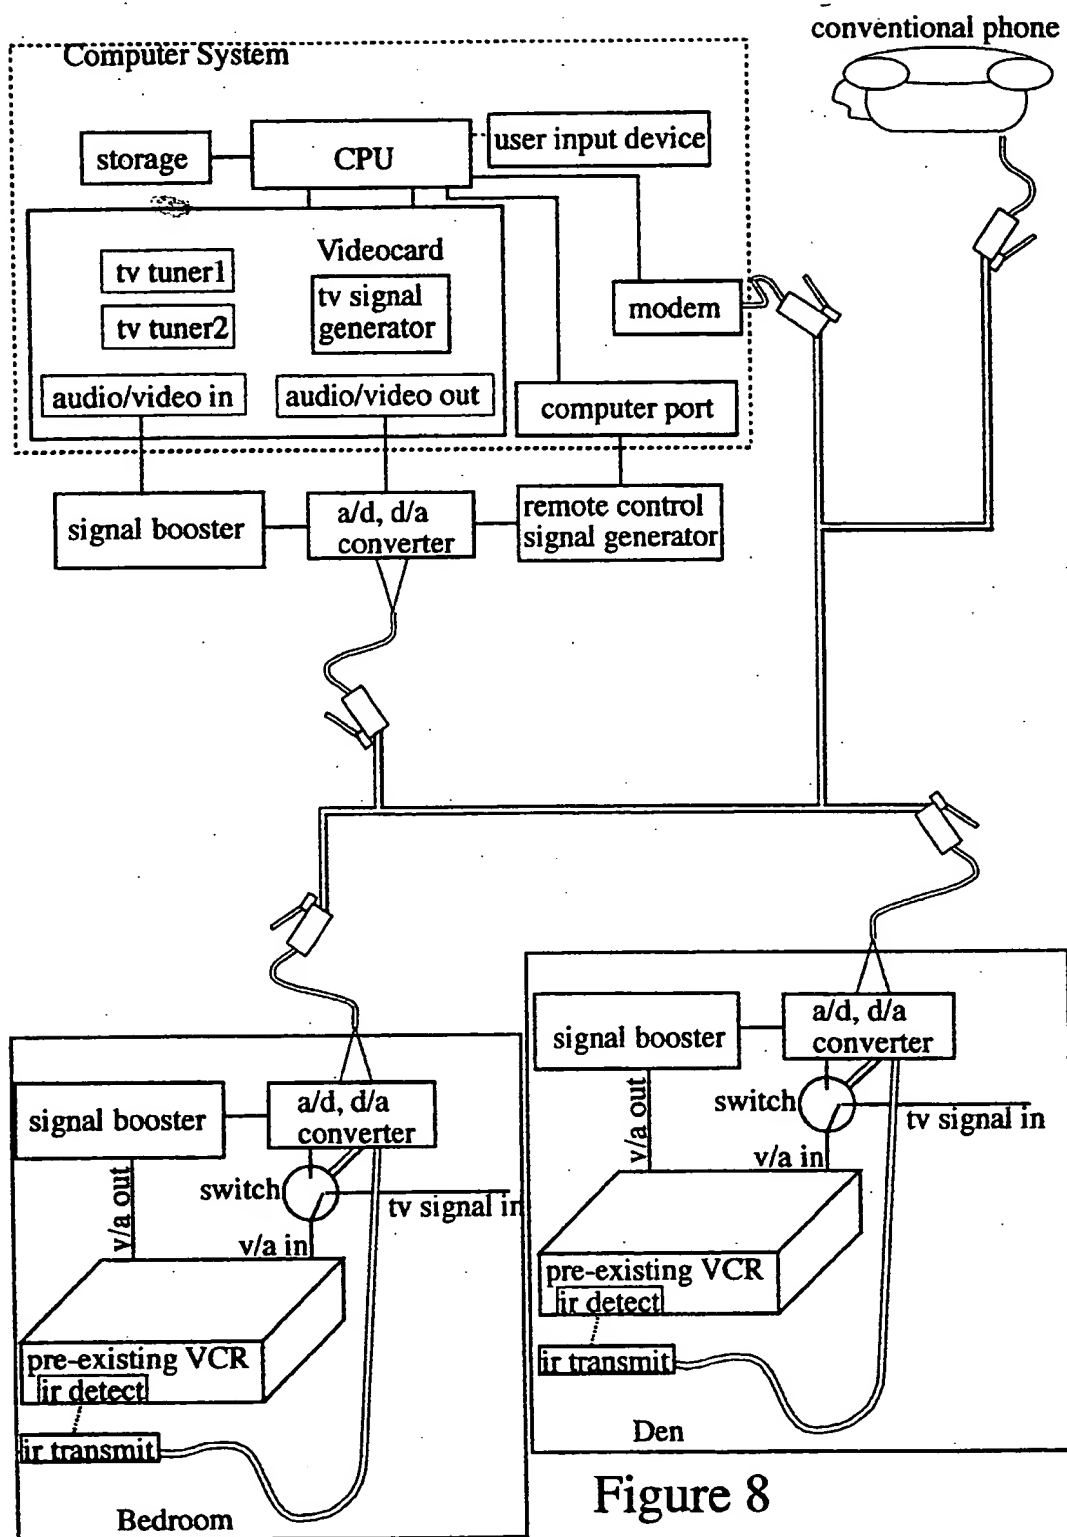 conventional phone
Computer System
storage
CPU
user input device
Videocard
tv tuner1
tv tuner2
tv signal
generator
modem
audio/video in
audio/video out
computer port
signal booster
a/d, d/a
converter
remote control
signal generator
signal booster
a/d, d/a
converter
switch
tv signal in
v/a out
v/a in
pre-existing VCR
ir detect
ir transmit
Den
signal booster
a/d, d/a
converter
switch
tv signal in
v/a out
v/a in
pre-existing VCR
ir detect
ir transmit
Bedroom
Figure 8